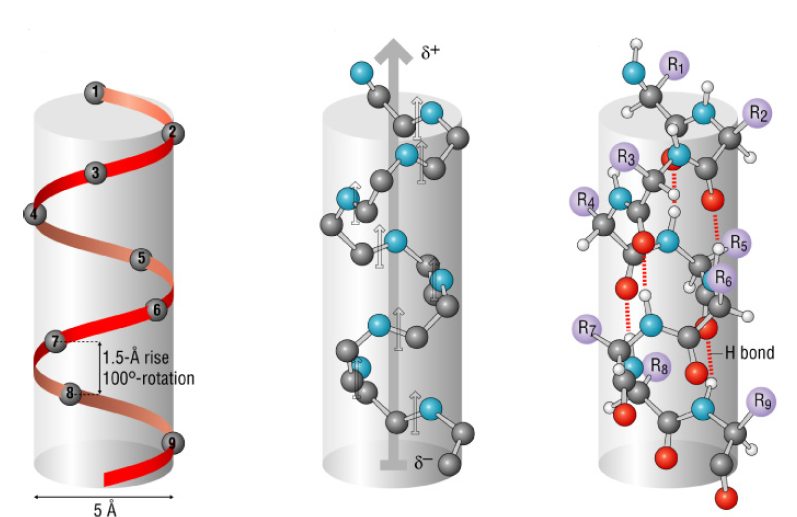 1
2
3
4
5
6
7
8
9
1.5-Å rise
100º-rotation
5 Å
δ+
δ–
R1
R2
R3
R4
R5
R6
R7
R8
R9
H bond